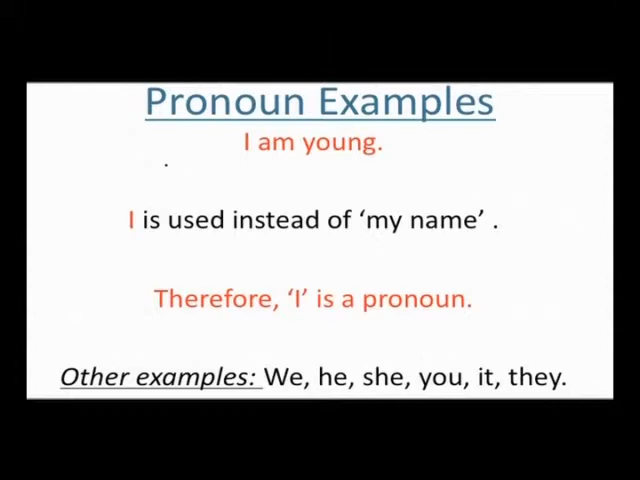 Pronoun Examples
I am young.
I is used instead of ‘my name’ .
Therefore, ‘I’ is a pronoun.
Other examples: We, he, she, you, it, they.